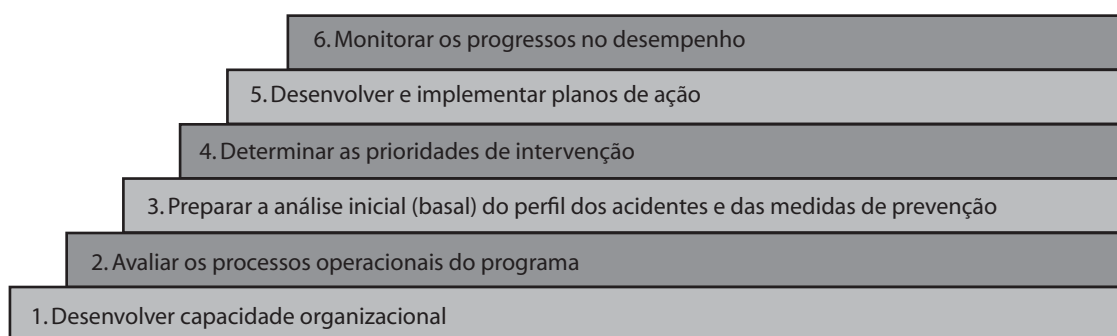 6. Monitorar os progressos no desempenho
5. Desenvolver e implementar planos de ação
4. Determinar as prioridades de intervenção
3. Preparar a análise inicial (basal) do perfil dos acidentes e das medidas de prevenção
2. Avaliar os processos operacionais do programa
1. Desenvolver capacidade organizacional